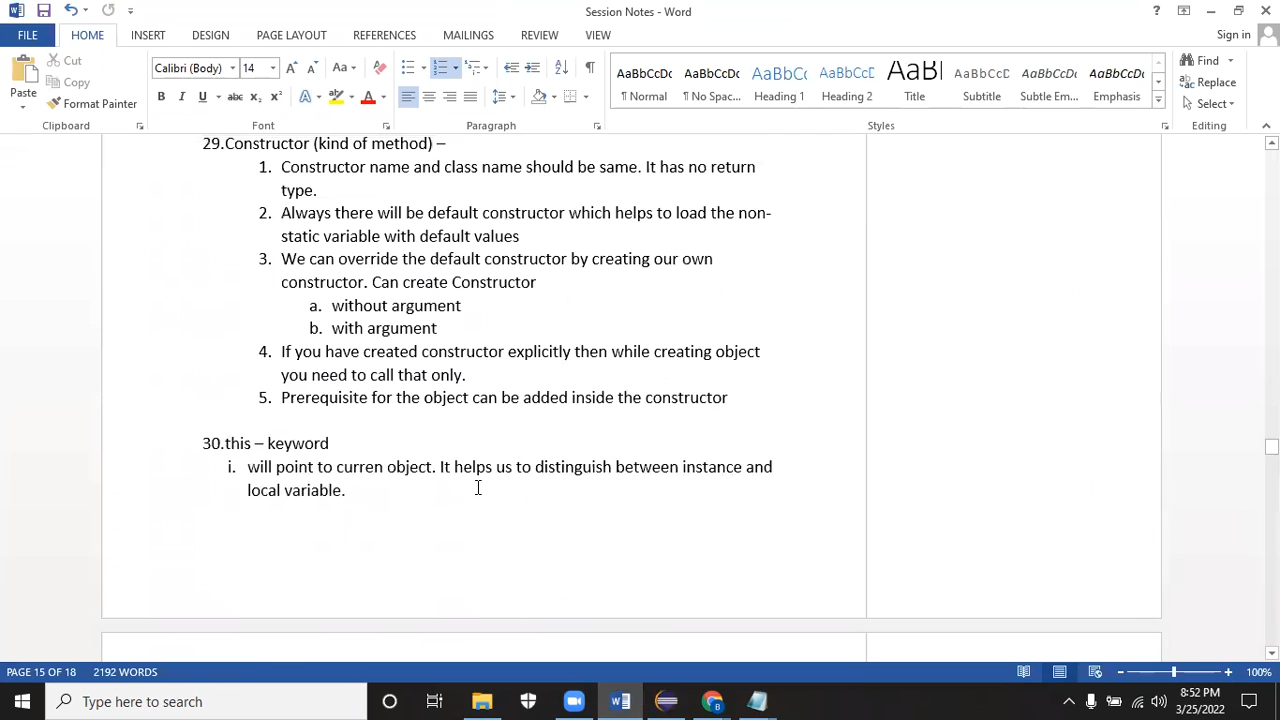 Session Notes - Word
Sign in
FILE HOME INSERT DESIGN PAGE LAYOUT REFERENCES MAILINGS REVIEW VIEW
Paste
Cut
Copy
Format Painter
Calibri (Body) 14
AaBbCcDc AaBbCcDc AaBbCc AaBbCcC AaBl AaBbCcD AaBbCcDc AaBbCcDc
¶ Normal ¶ No Spac... Heading 1 Heading 2 Title Subtitle Subtle Em... Emphasis
Find
Replace
Select
Clipboard Font Paragraph Styles Editing
29.Constructor (kind of method) –
1. Constructor name and class name should be same. It has no return
type.
2. Always there will be default constructor which helps to load the non-
static variable with default values
3. We can override the default constructor by creating our own
constructor. Can create Constructor
a. without argument
b. with argument
4. If you have created constructor explicitly then while creating object
you need to call that only.
5. Prerequisite for the object can be added inside the constructor
30.this – keyword
i. will point to curren object. It helps us to distinguish between instance and
local variable.
PAGE 15 OF 18 2192 WORDS 100%
Type here to search
8:52 PM
3/25/2022